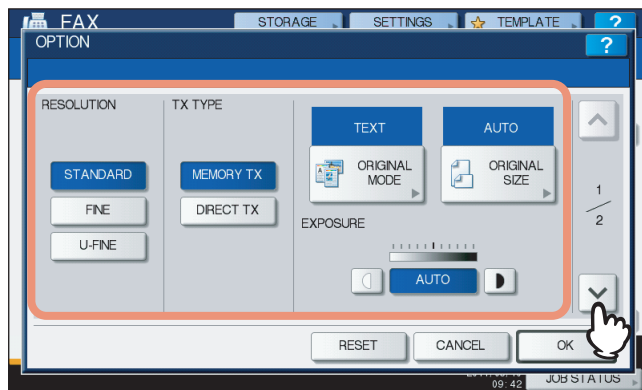 FAX
STORAGE
SETTINGS
TEMPLATE
?
OPTION
?
RESOLUTION
STANDARD
FINE
U-FINE
TX TYPE
MEMORY TX
DIRECT TX
TEXT
ORIGINAL
MODE
AUTO
ORIGINAL
SIZE
EXPOSURE
AUTO
1
2
RESET
CANCEL
OK
09:42
JOB STATUS